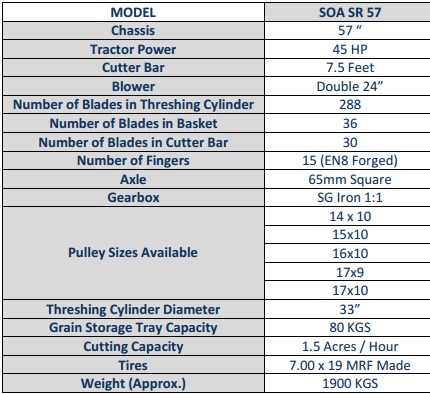 MODEL SOA SR 57
Chassis 57 “
Tractor Power 45 HP
Cutter Bar 7.5 Feet
Blower Double 24”
Number of Blades in Threshing Cylinder 288
Number of Blades in Basket 36
Number of Blades in Cutter Bar 30
Number of Fingers 15 (EN8 Forged)
Axle 65mm Square
Gearbox SG Iron 1:1
Pulley Sizes Available
14 x 10
15x10
16x10
17x9
17x10
Threshing Cylinder Diameter 33”
Grain Storage Tray Capacity 80 KGS
Cutting Capacity 1.5 Acres / Hour
Tires 7.00 x 19 MRF Made
Weight (Approx.) 1900 KGS